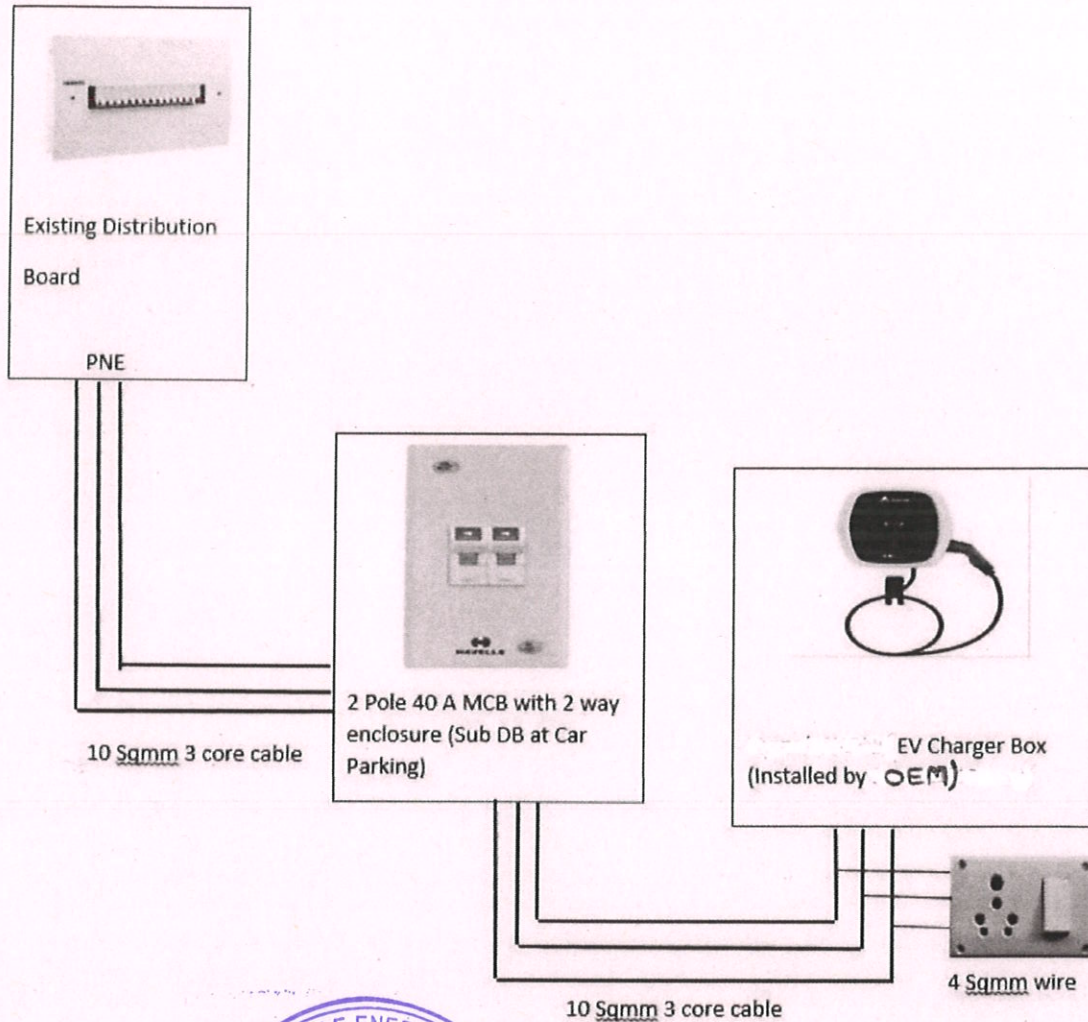 Existing Distribution
Board
PNE
10 Sqmm 3 core cable
HAVELLS
2 Pole 40 A MCB with 2 way
enclosure (Sub DB at Car
Parking)
EV Charger Box
(Installed by OEM)
4 Sqmm wire
10 Sqmm 3 core cable